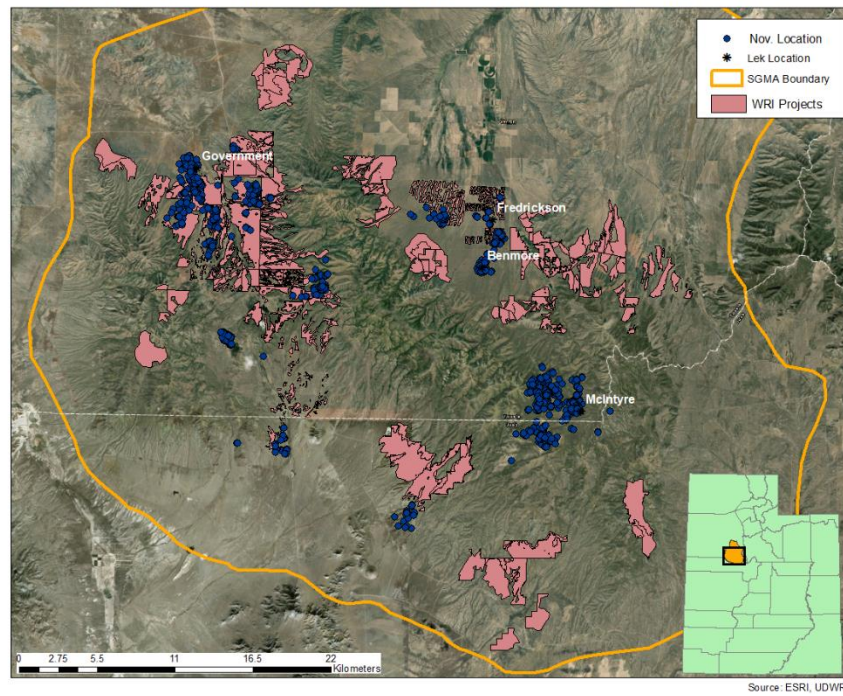 Nov. Location
Lek Location
SGMA Boundary
WRI Projects
Government
Fredrickson
Benmore
McIntyre
0 2.75 5.5 11 16.5 22
Kilometers
Source: ESRI, UDWR